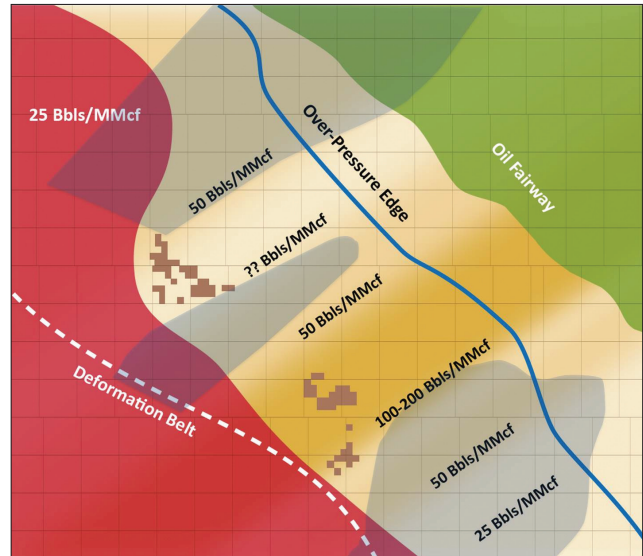 25 Bbls/MMcf
50 Bbls/MMcf
Over-Pressure Edge
Oil Fairway
?? Bbls/MMcf
50 Bbls/MMcf
100-200 Bbls/MMcf
Deformation Belt
50 Bbls/MMcf
25 Bbls/MMcf